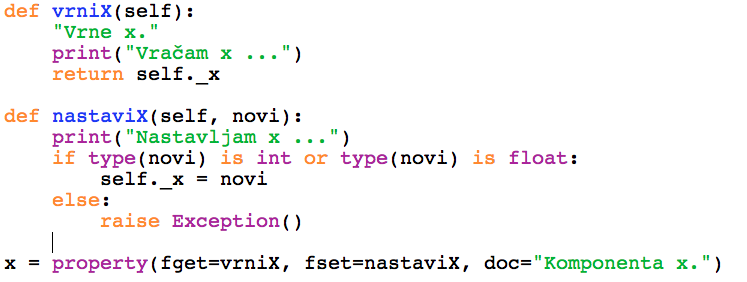 def vrniX(self):
    "Vrne x."
    print("Vračam x ...")
    return self._x

def nastaviX(self, novi):
    print("Nastavljam x ...")
    if type(novi) is int or type(novi) is float:
        self._x = novi
    else:
        raise Exception()

x = property(fget=vrniX, fset=nastaviX, doc="Komponenta x.")